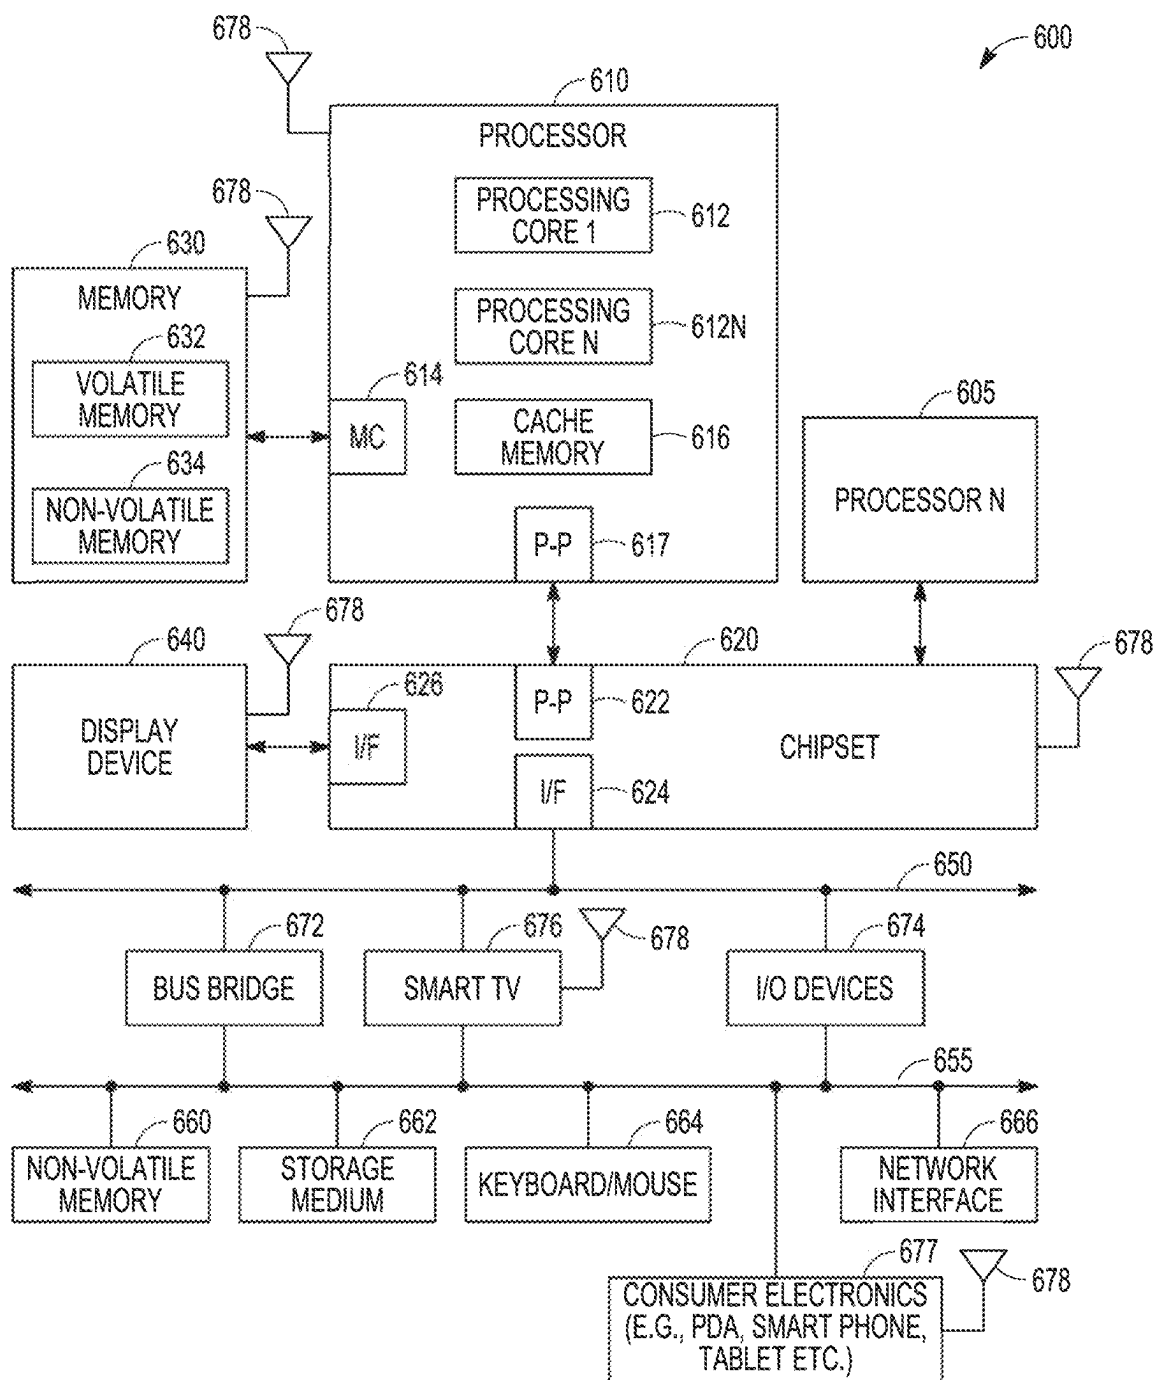 678
600
610
PROCESSOR
678
PROCESSING
CORE 1
612
630
MEMORY
PROCESSING
CORE N
612N
632
VOLATILE
MEMORY
614
MC
CACHE
MEMORY
616
605
634
NON-VOLATILE
MEMORY
PROCESSOR N
P-P
617
678
640
620
678
626
DISPLAY
DEVICE
I/F
P-P
622
CHIPSET
I/F
624
650
672
676
678
674
BUS BRIDGE
SMART TV
I/O DEVICES
655
660
662
664
666
NON-VOLATILE
MEMORY
STORAGE
MEDIUM
KEYBOARD/MOUSE
NETWORK
INTERFACE
677
678
CONSUMER ELECTRONICS
(E.G., PDA, SMART PHONE,
TABLET ETC.)